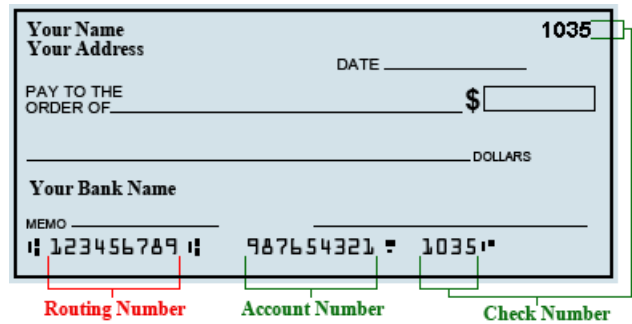 Your Name 1035
Your Address
DATE
PAY TO THE
ORDER OF $
DOLLARS
Your Bank Name
MEMO
⑆123456789⑆ 987654321⑈ 1035⑈
Routing Number Account Number Check Number